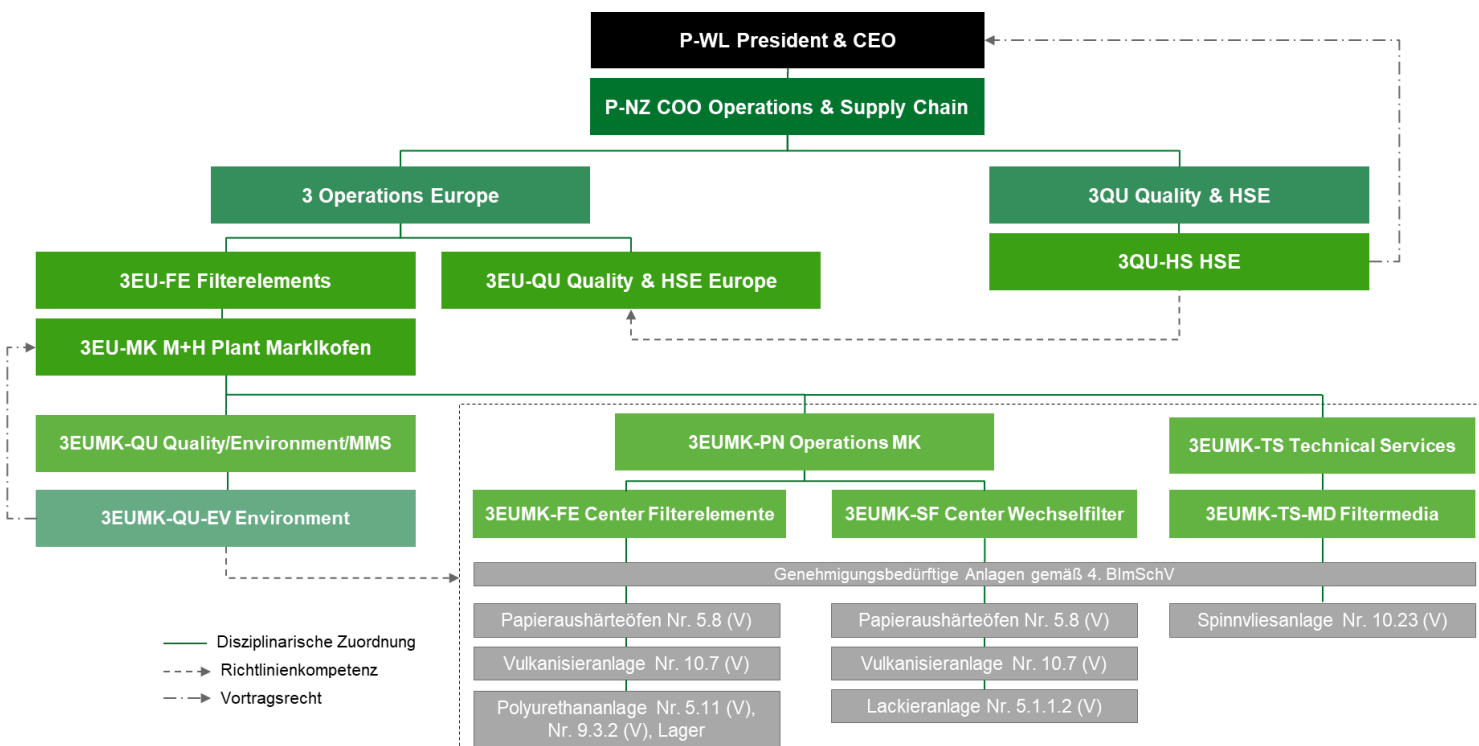 P-WL President & CEO
P-NZ COO Operations & Supply Chain
3 Operations Europe
3QU Quality & HSE
3EU-FE Filterelements
3EU-QU Quality & HSE Europe
3QU-HS HSE
3EU-MK M+H Plant Marklkofen
3EUMK-QU Quality/Environment/MMS
3EUMK-PN Operations MK
3EUMK-TS Technical Services
3EUMK-QU-EV Environment
3EUMK-FE Center Filterelemente
3EUMK-SF Center Wechselfilter
3EUMK-TS-MD Filtermedia
Genehmigungsbedürftige Anlagen gemäß 4. BImSchV
Papieraushärteöfen Nr. 5.8 (V)
Papieraushärteöfen Nr. 5.8 (V)
Spinnvliesanlage Nr. 10.23 (V)
Vulkanisieranlage Nr. 10.7 (V)
Vulkanisieranlage Nr. 10.7 (V)
Polyurethananlage Nr. 5.11 (V),
Nr. 9.3.2 (V), Lager
Lackieranlage Nr. 5.1.1.2 (V)
Disziplinarische Zuordnung
Richtlinienkompetenz
Vortragsrecht